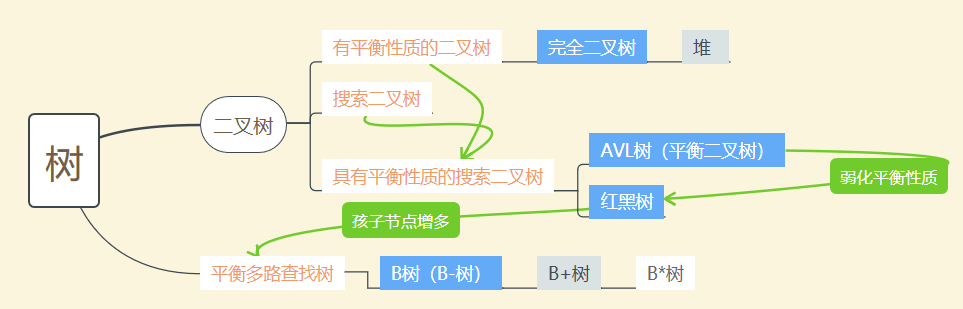 有平衡性质的二叉树
完全二叉树
堆
搜索二叉树
二叉树
树
AVL树（平衡二叉树）
具有平衡性质的搜索二叉树
弱化平衡性质
红黑树
孩子节点增多
平衡多路查找树
B树（B-树）
B+树
B*树